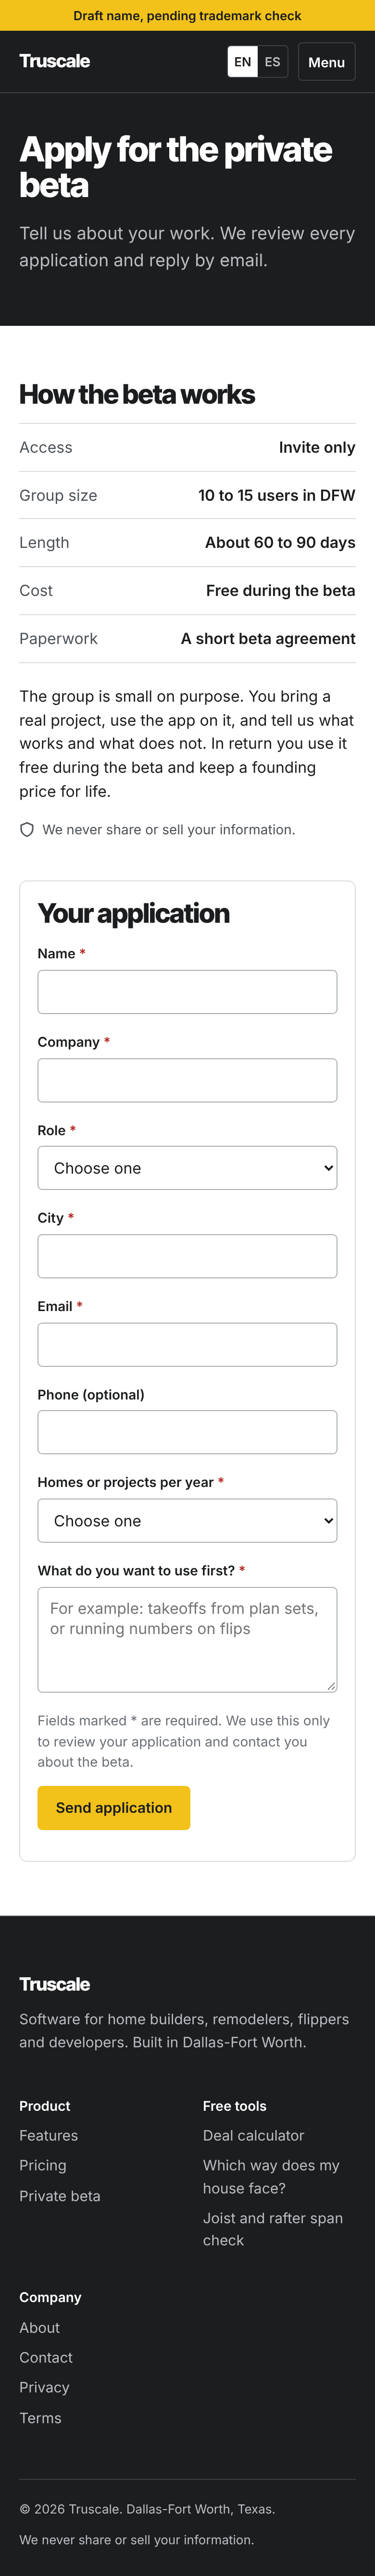 Draft name, pending trademark check
Truscale
EN ES Menu
Apply for the private
beta
Tell us about your work. We review every
application and reply by email.
How the beta works
Access Invite only
Group size 10 to 15 users in DFW
Length About 60 to 90 days
Cost Free during the beta
Paperwork A short beta agreement
The group is small on purpose. You bring a
real project, use the app on it, and tell us what
works and what does not. In return you use it
free during the beta and keep a founding
price for life.
We never share or sell your information.
Your application
Name *
Company *
Role *
Choose one
City *
Email *
Phone (optional)
Homes or projects per year *
Choose one
What do you want to use first? *
For example: takeoffs from plan sets,
or running numbers on flips
Fields marked * are required. We use this only
to review your application and contact you
about the beta.
Send application
Truscale
Software for home builders, remodelers, flippers
and developers. Built in Dallas-Fort Worth.
Product
Features
Pricing
Private beta
Free tools
Deal calculator
Which way does my
house face?
Joist and rafter span
check
Company
About
Contact
Privacy
Terms
© 2026 Truscale. Dallas-Fort Worth, Texas.
We never share or sell your information.